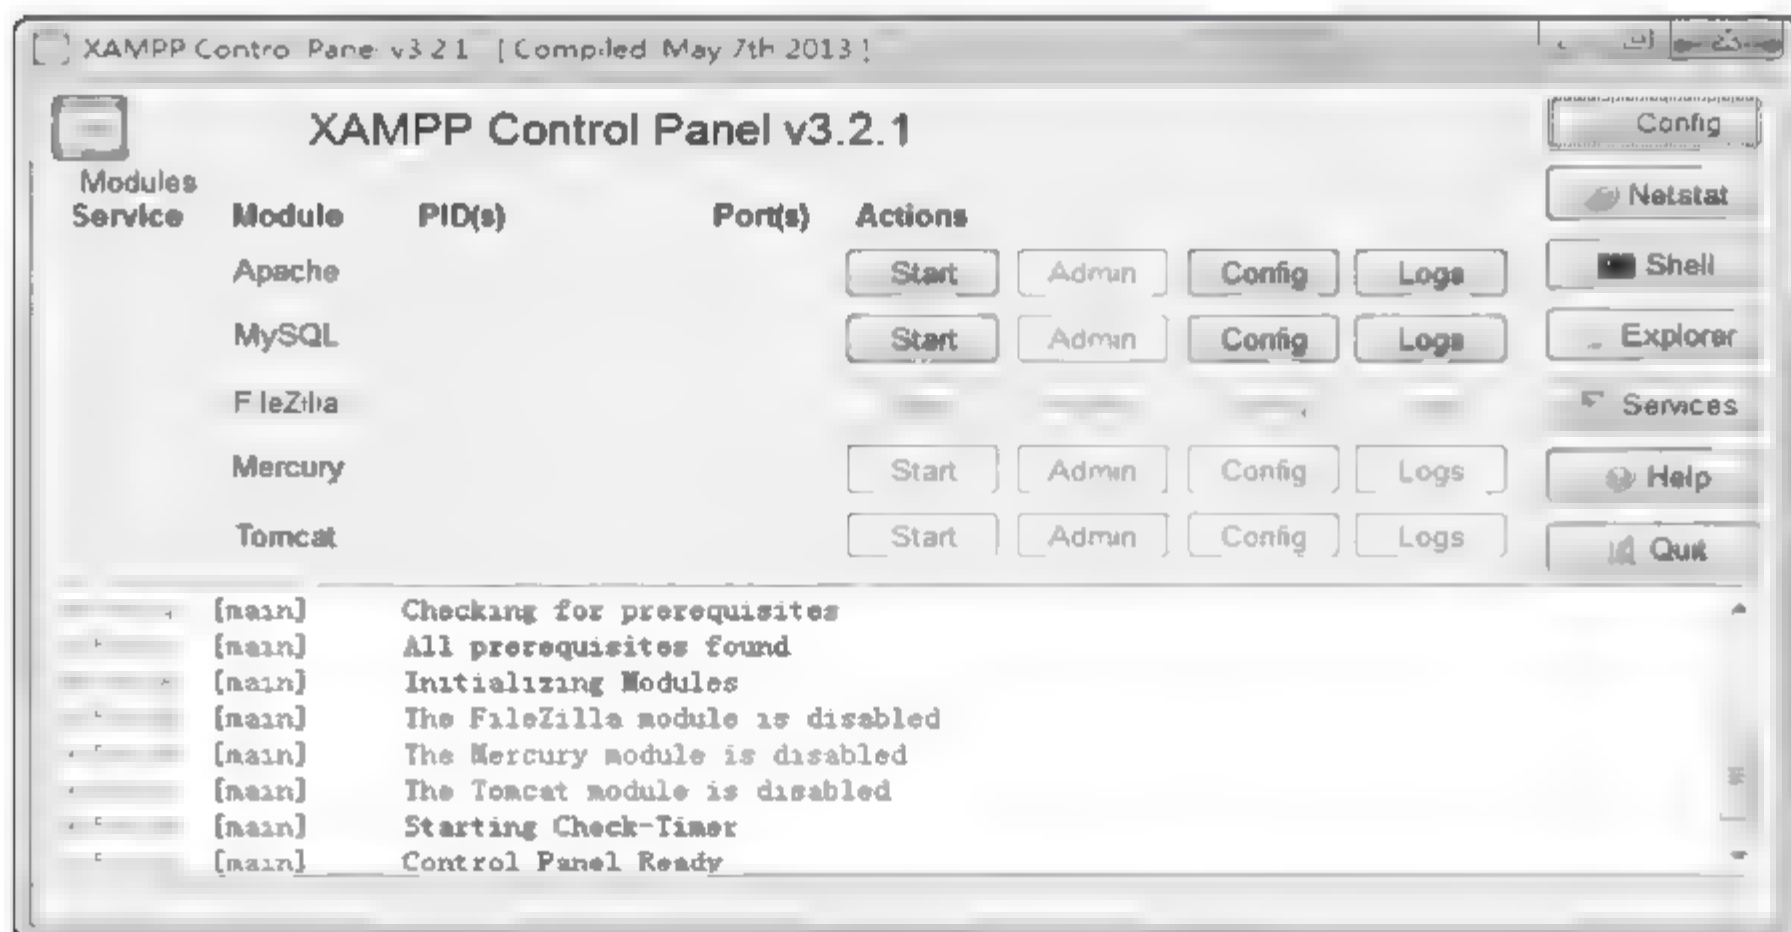 XAMPP Control Panel v3.2.1 [ Compiled: May 7th 2013 ]
XAMPP Control Panel v3.2.1
Config
Modules
Service Module PID(s) Port(s) Actions
Netstat
Apache Start Admin Config Logs
Shell
MySQL Start Admin Config Logs
Explorer
FileZilla
Services
Mercury Start Admin Config Logs
Help
Tomcat Start Admin Config Logs
Quit
[main] Checking for prerequisites
[main] All prerequisites found
[main] Initializing Modules
[main] The FileZilla module is disabled
[main] The Mercury module is disabled
[main] The Tomcat module is disabled
[main] Starting Check-Timer
[main] Control Panel Ready